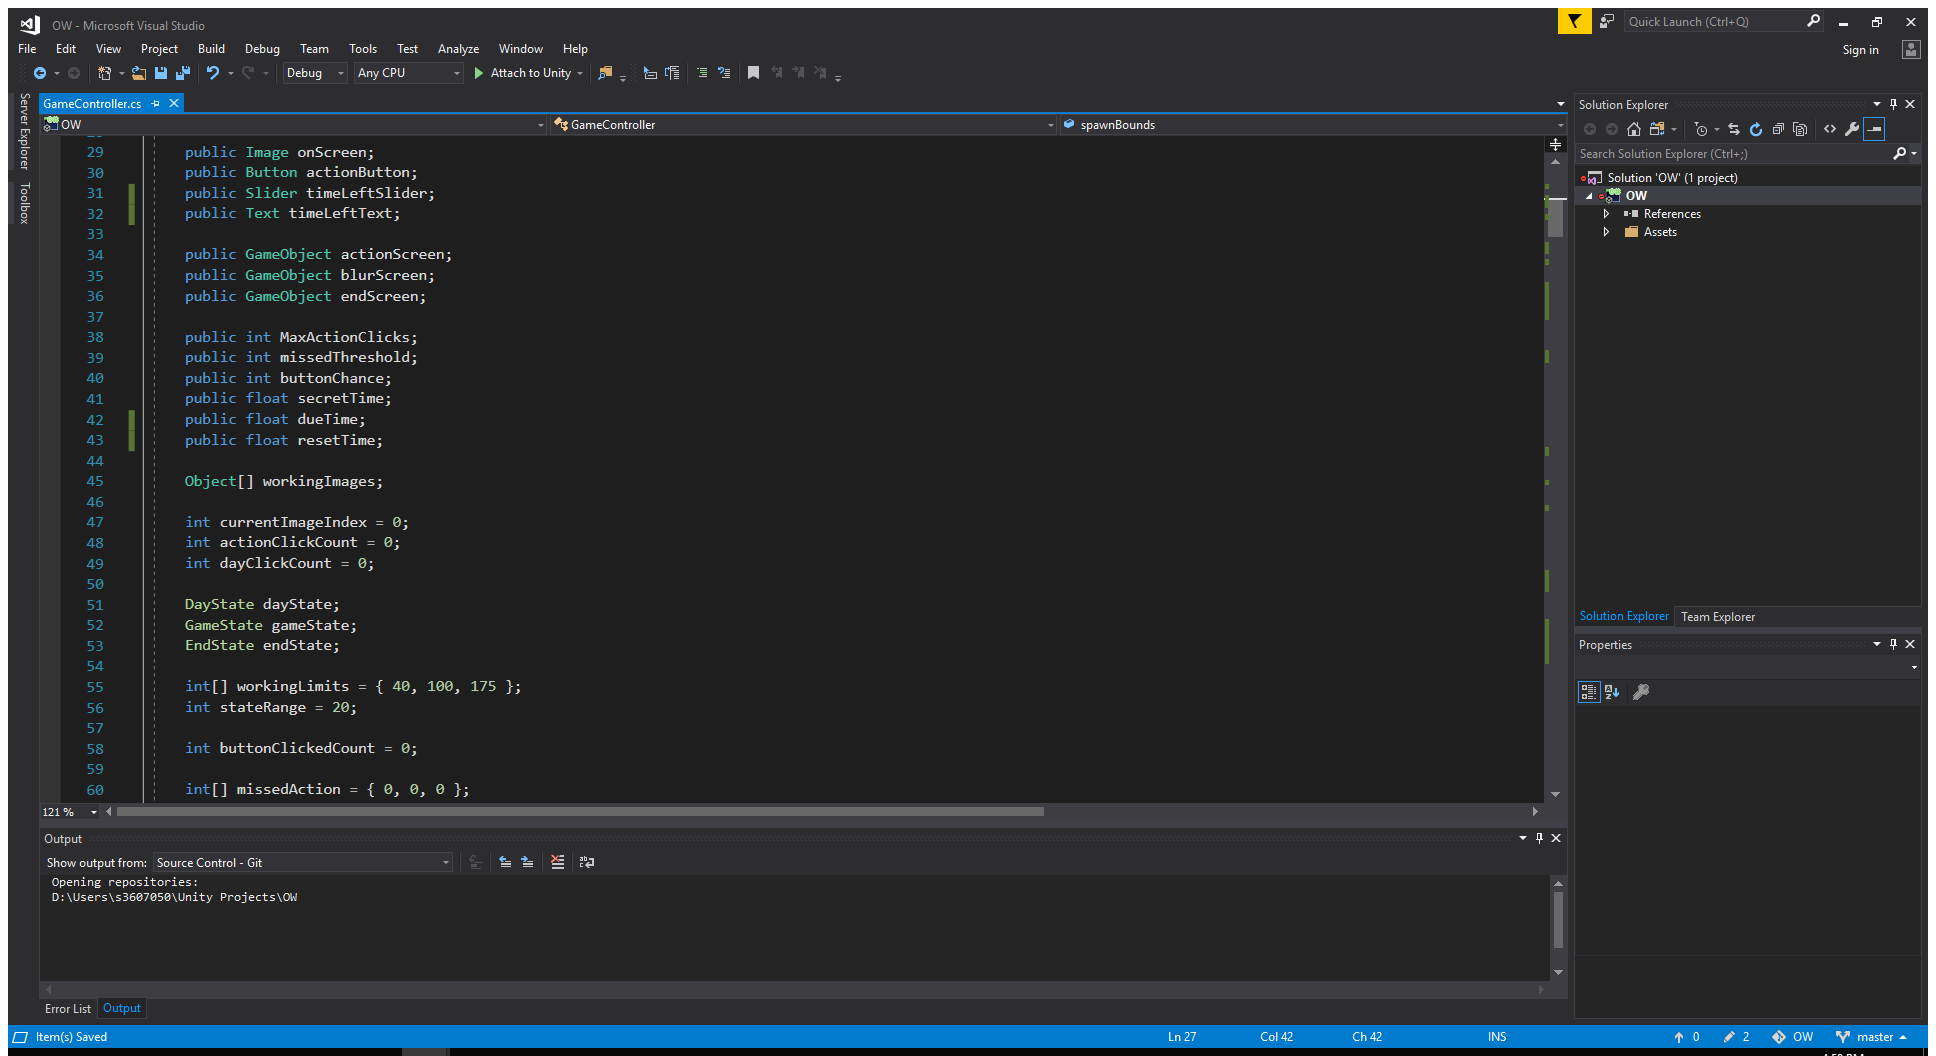 OW - Microsoft Visual Studio
Quick Launch (Ctrl+Q)
File Edit View Project Build Debug Team Tools Test Analyze Window Help
Sign in
Debug Any CPU Attach to Unity
Server Explorer
Toolbox
GameController.cs
OW GameController spawnBounds
29 public Image onScreen;
30 public Button actionButton;
31 public Slider timeLeftSlider;
32 public Text timeLeftText;
33
34 public GameObject actionScreen;
35 public GameObject blurScreen;
36 public GameObject endScreen;
37
38 public int MaxActionClicks;
39 public int missedThreshold;
40 public int buttonChance;
41 public float secretTime;
42 public float dueTime;
43 public float resetTime;
44
45 Object[] workingImages;
46
47 int currentImageIndex = 0;
48 int actionClickCount = 0;
49 int dayClickCount = 0;
50
51 DayState dayState;
52 GameState gameState;
53 EndState endState;
54
55 int[] workingLimits = { 40, 100, 175 };
56 int stateRange = 20;
57
58 int buttonClickedCount = 0;
59
60 int[] missedAction = { 0, 0, 0 };
121 %
Output
Show output from: Source Control - Git
Opening repositories:
D:\Users\s3607050\Unity Projects\OW
Error List Output
Solution Explorer
Search Solution Explorer (Ctrl+;)
Solution 'OW' (1 project)
OW
References
Assets
Solution Explorer Team Explorer
Properties
Item(s) Saved Ln 27 Col 42 Ch 42 INS 0 2 OW master